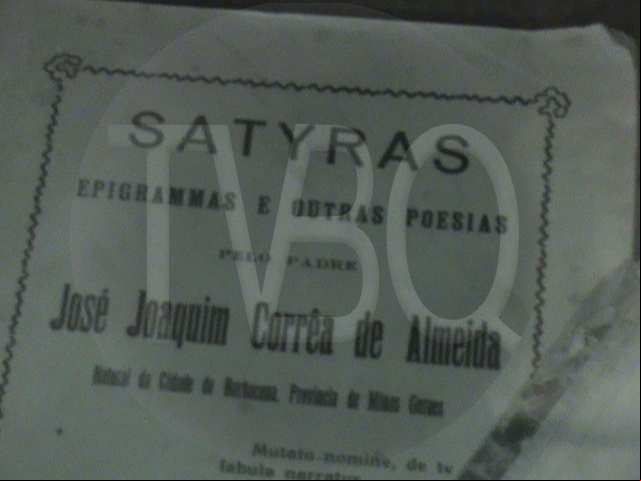 SATYRAS
EPIGRAMMAS E OUTRAS POESIAS
PELO PADRE
José Joaquim Corrêa de Almeida
Natural da Cidade de Barbacena, Provincia de Minas Geraes
Mutato nomine, de te
fabula narratur
TVBQ